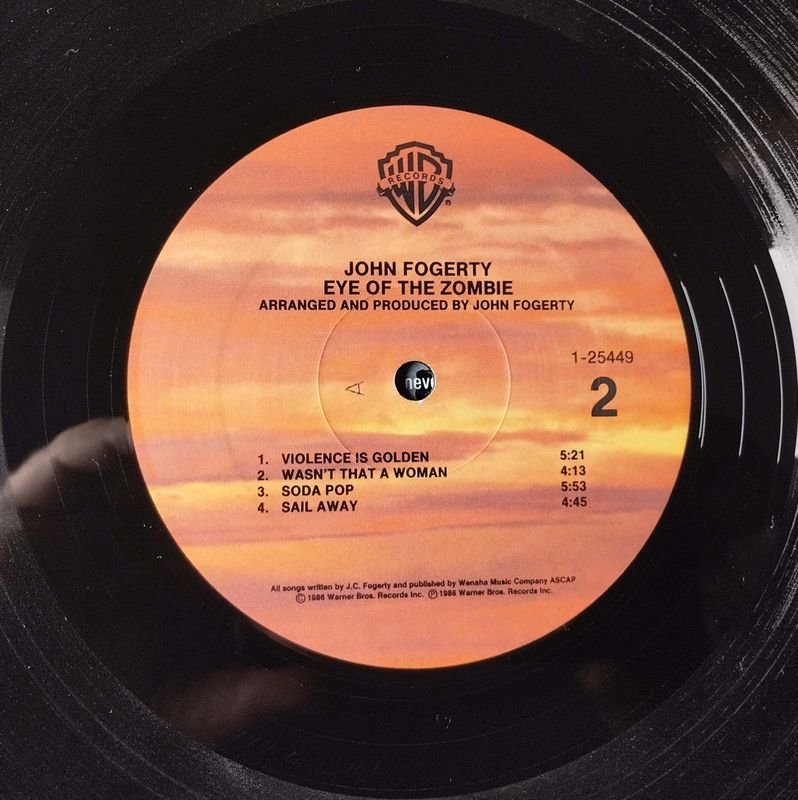 WB
RECORDS
®
JOHN FOGERTY
EYE OF THE ZOMBIE
ARRANGED AND PRODUCED BY JOHN FOGERTY
1-25449
A
2
1. VIOLENCE IS GOLDEN 5:21
2. WASN'T THAT A WOMAN 4:13
3. SODA POP 5:53
4. SAIL AWAY 4:45
All songs written by J.C. Fogerty and published by Wenaha Music Company ASCAP
© 1986 Warner Bros. Records Inc. ℗ 1986 Warner Bros. Records Inc.